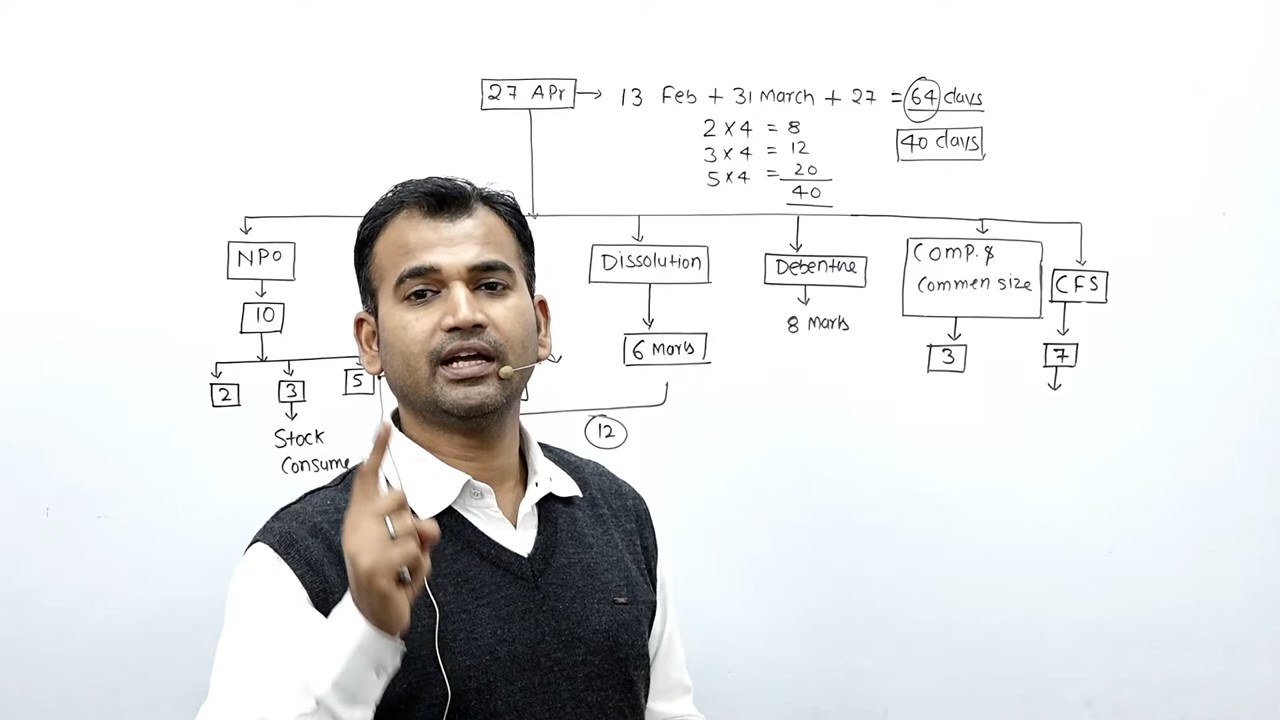 27 APr → 13 Feb + 31 March + 27 = 64 days
2 × 4 = 8
3 × 4 = 12
5 × 4 = 20
40
40 days
NPO
10
2
3
5
Stock
Consume
Dissolution
6 Marks
12
Debentne
8 Marks
Comp. &
Commen size
3
CFS
7